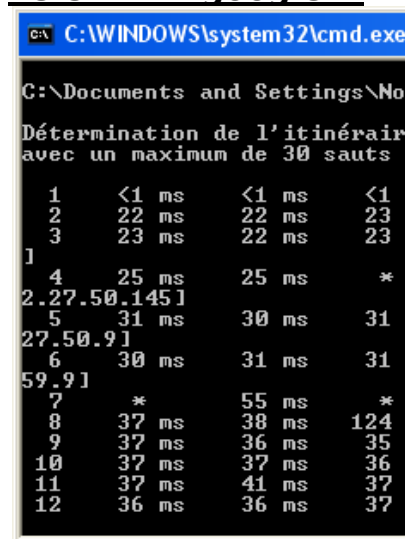 C:\WINDOWS\system32\cmd.exe
C:\Documents and Settings\No
Détermination de l'itinérair
avec un maximum de 30 sauts
1 <1 ms <1 ms <1
2 22 ms 22 ms 23
3 23 ms 22 ms 23
]
4 25 ms 25 ms *
2.27.50.145]
5 31 ms 30 ms 31
27.50.9]
6 30 ms 31 ms 31
59.9]
7 * 55 ms *
8 37 ms 38 ms 124
9 37 ms 36 ms 35
10 37 ms 37 ms 36
11 37 ms 41 ms 37
12 36 ms 36 ms 37